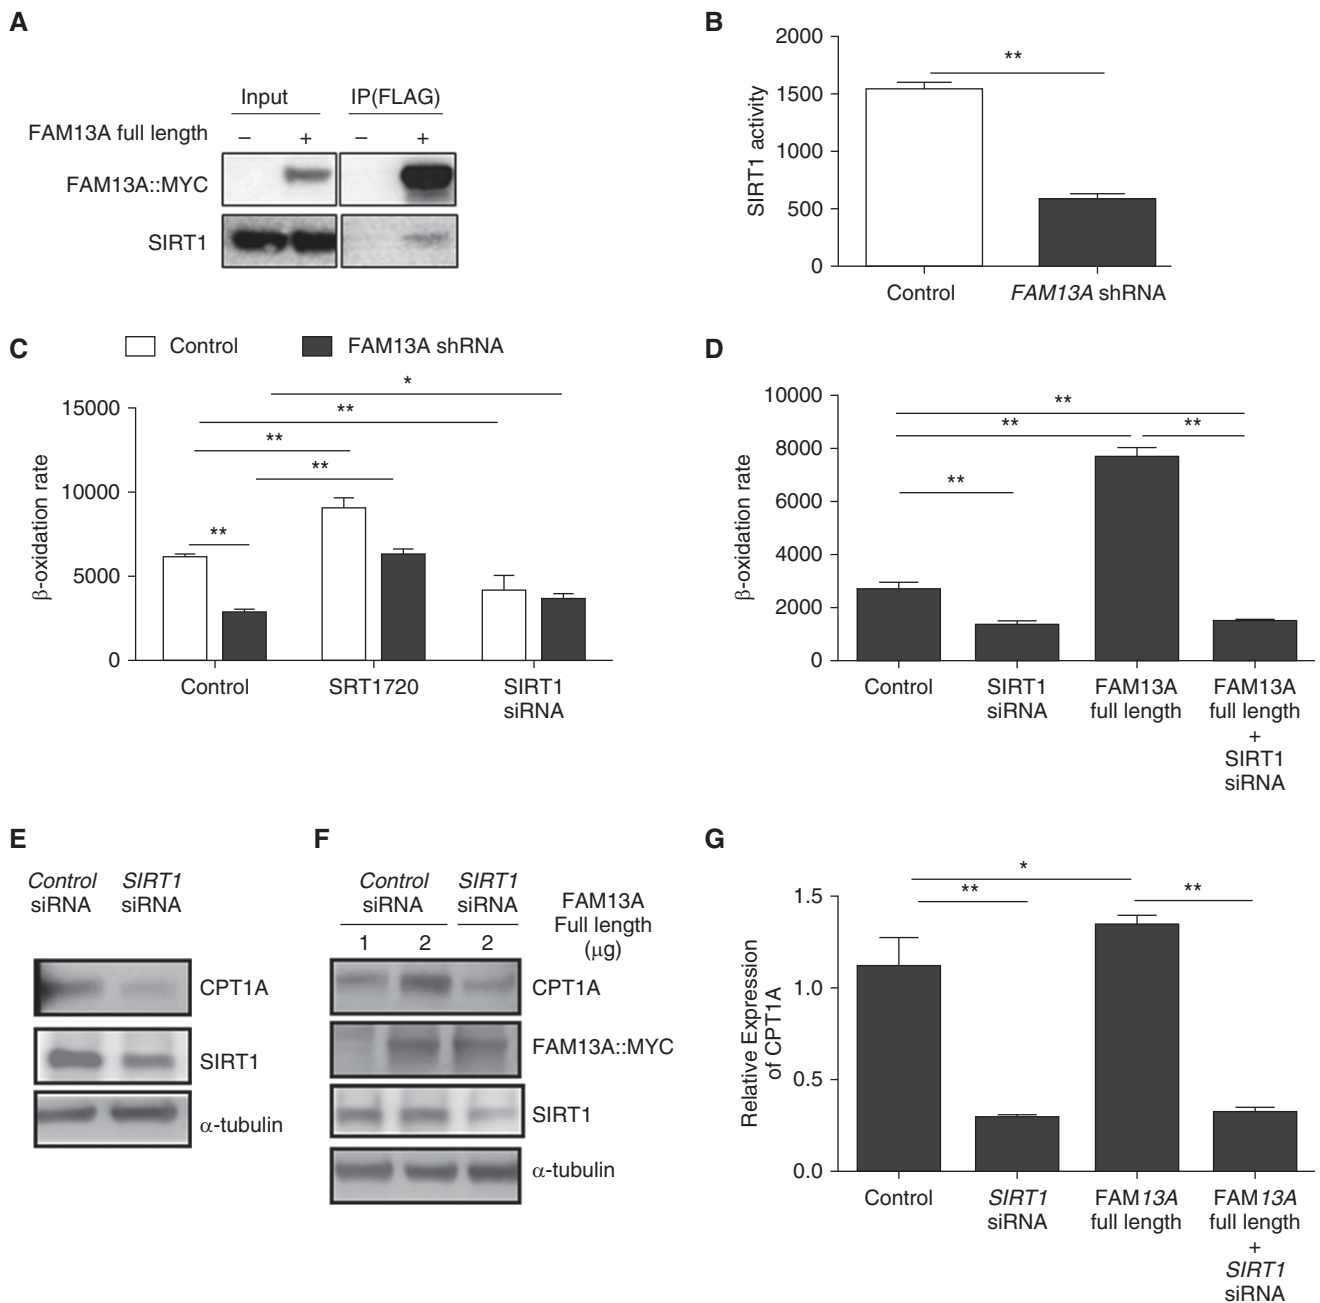 A
Input IP(FLAG)
FAM13A full length – + – +
FAM13A::MYC
SIRT1
B
2000
1500
1000
500
0
SIRT1 activity
**
Control FAM13A shRNA
C
Control FAM13A shRNA
15000
10000
5000
0
β-oxidation rate
*
**
**
**
**
Control SRT1720 SIRT1
siRNA
D
10000
8000
6000
4000
2000
0
β-oxidation rate
**
** **
**
Control SIRT1 FAM13A FAM13A
siRNA full length full length
+
SIRT1
siRNA
E
Control SIRT1
siRNA siRNA
CPT1A
SIRT1
α-tubulin
F
Control SIRT1 FAM13A
siRNA siRNA Full length
1 2 2 (μg)
CPT1A
FAM13A::MYC
SIRT1
α-tubulin
G
1.5
1.0
0.5
0.0
Relative Expression
of CPT1A
*
** **
Control SIRT1 FAM13A FAM13A
siRNA full length full length
+
SIRT1
siRNA